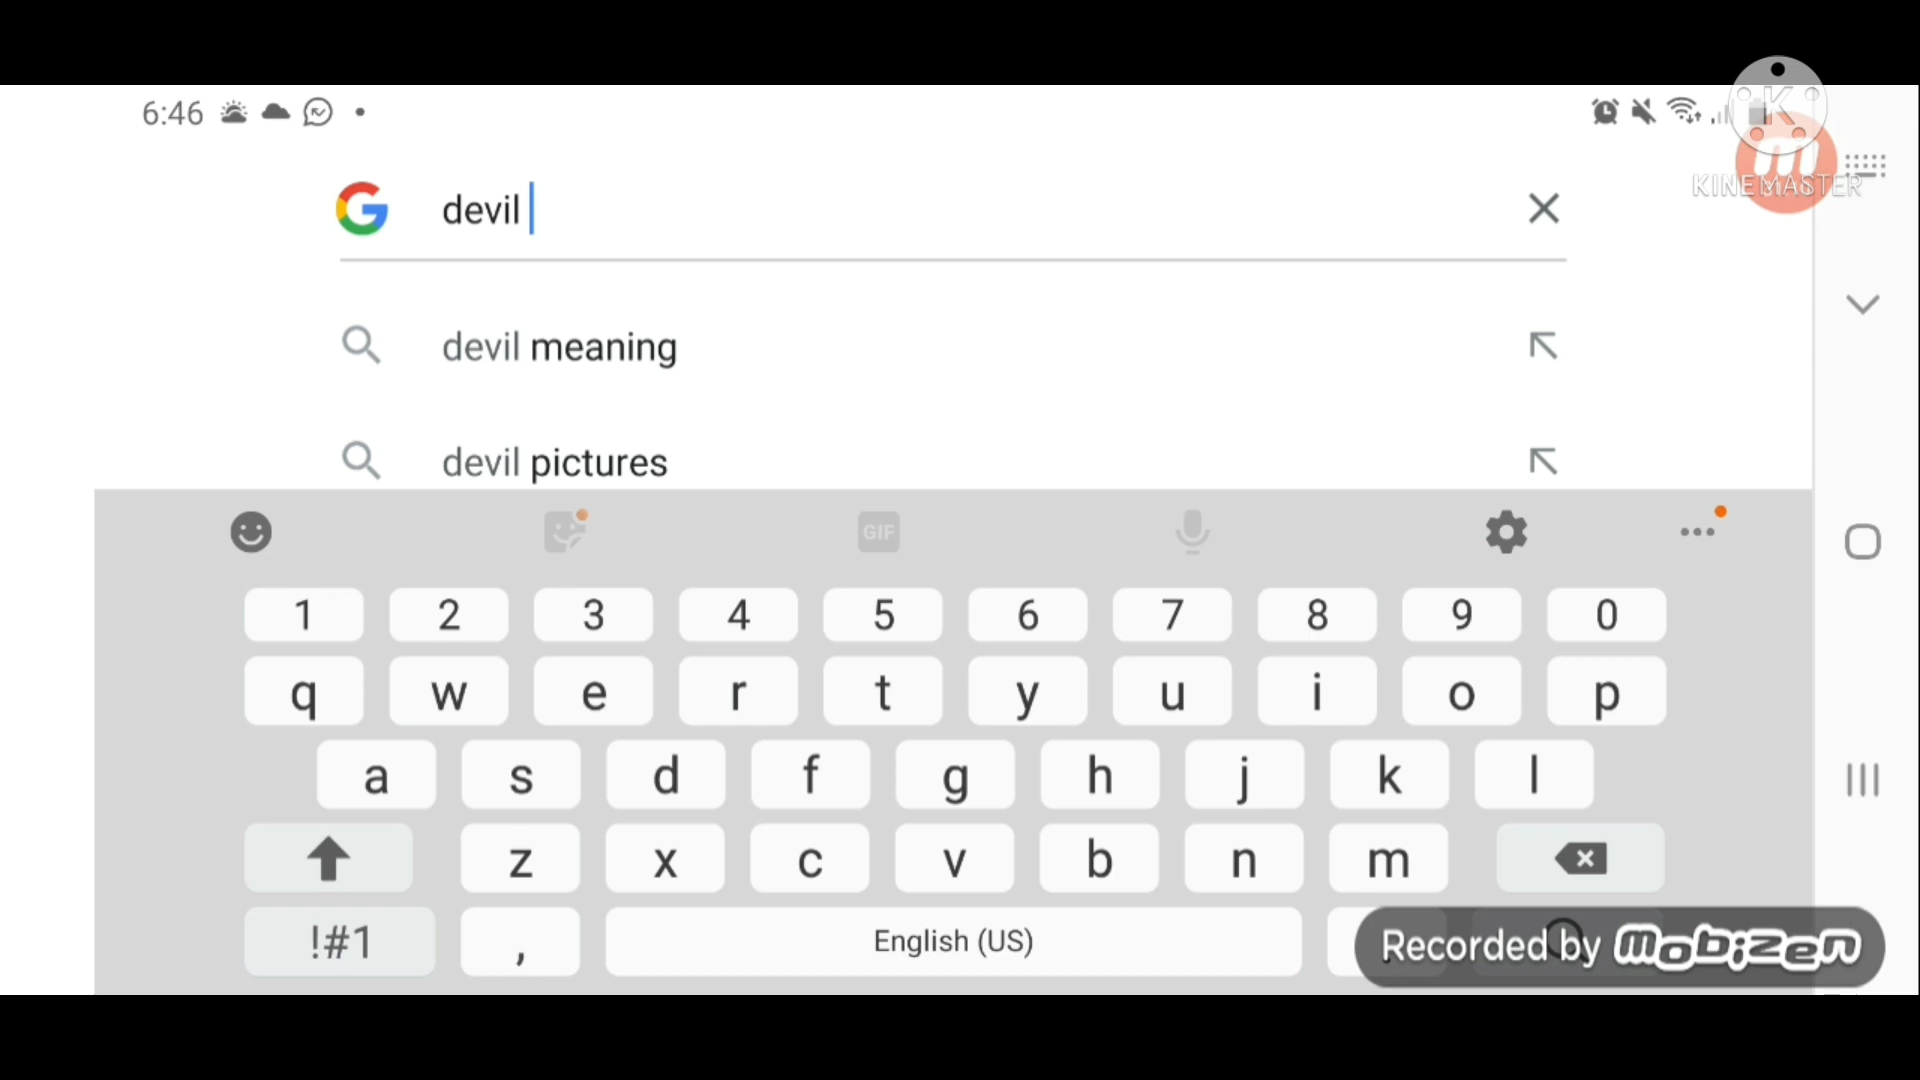 6:46
KINEMASTER
devil
devil meaning
devil pictures
GIF
1 2 3 4 5 6 7 8 9 0
q w e r t y u i o p
a s d f g h j k l
z x c v b n m
!#1 , English (US)
Recorded by mobizen